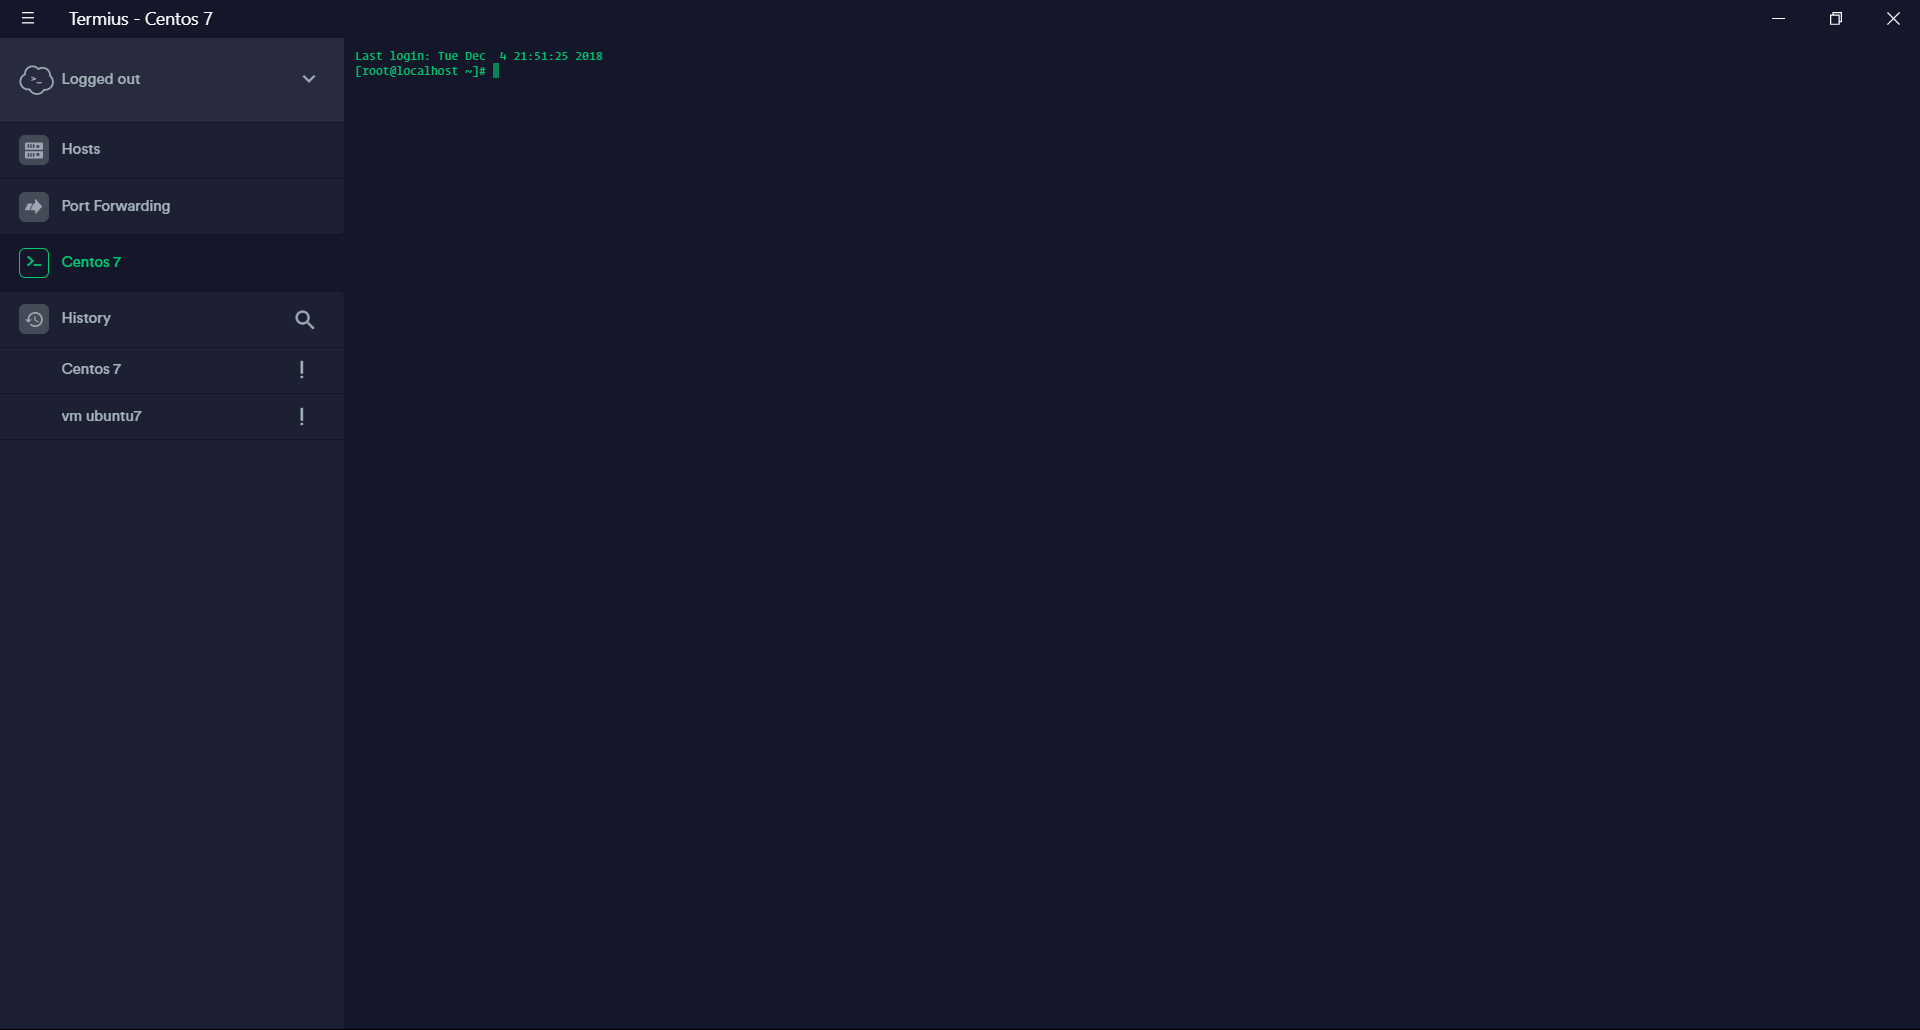 Termius - Centos 7
Logged out
Hosts
Port Forwarding
Centos 7
History
Centos 7
vm ubuntu7
Last login: Tue Dec  4 21:51:25 2018
[root@localhost ~]#